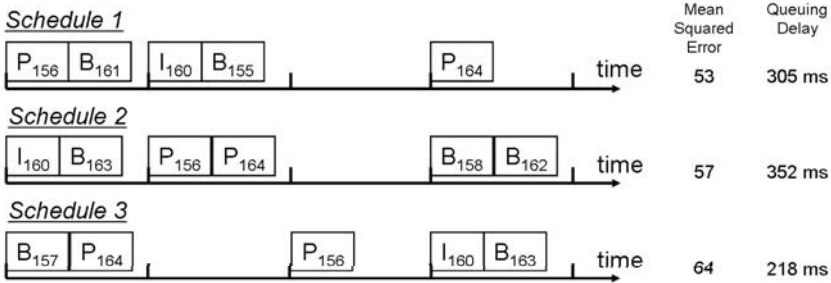 Mean Squared Error Queuing Delay
Schedule 1
P156 B161 I160 B155 P164 time 53 305 ms
Schedule 2
I160 B163 P156 P164 B158 B162 time 57 352 ms
Schedule 3
B157 P164 P156 I160 B163 time 64 218 ms